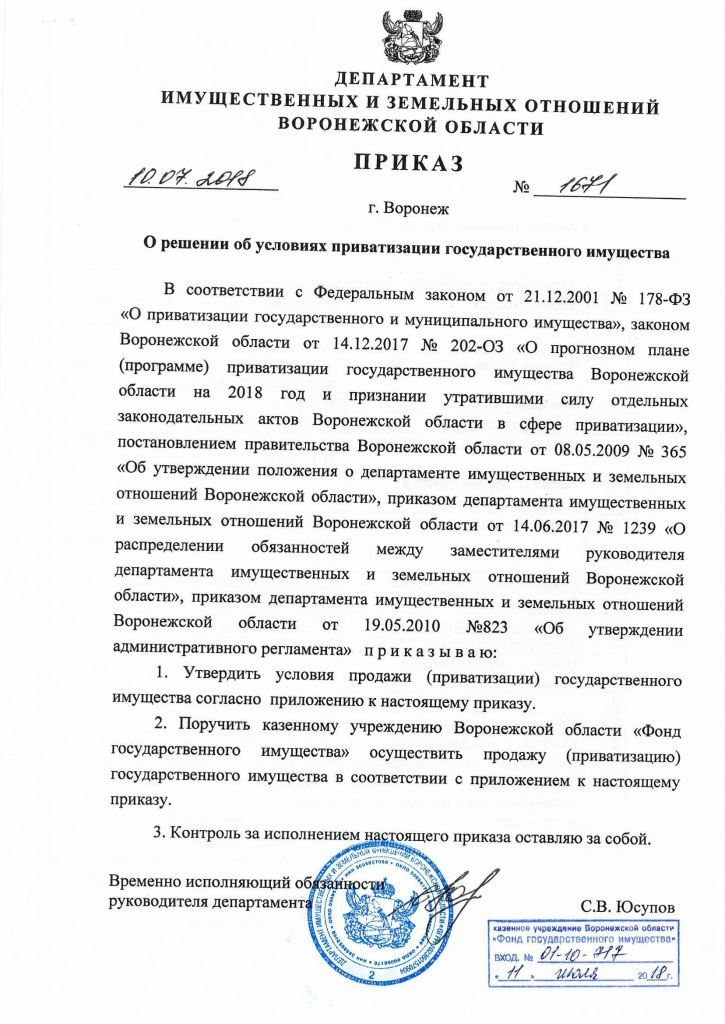 ДЕПАРТАМЕНТ
ИМУЩЕСТВЕННЫХ И ЗЕМЕЛЬНЫХ ОТНОШЕНИЙ
ВОРОНЕЖСКОЙ ОБЛАСТИ
ПРИКАЗ
10.07.2018 № 1671
г. Воронеж
О решении об условиях приватизации государственного имущества
В соответствии с Федеральным законом от 21.12.2001 № 178-ФЗ
«О приватизации государственного и муниципального имущества», законом
Воронежской области от 14.12.2017 № 202-ОЗ «О прогнозном плане
(программе) приватизации государственного имущества Воронежской
области на 2018 год и признании утратившими силу отдельных
законодательных актов Воронежской области в сфере приватизации»,
постановлением правительства Воронежской области от 08.05.2009 № 365
«Об утверждении положения о департаменте имущественных и земельных
отношений Воронежской области», приказом департамента имущественных
и земельных отношений Воронежской области от 14.06.2017 № 1239 «О
распределении обязанностей между заместителями руководителя
департамента имущественных и земельных отношений Воронежской
области», приказом департамента имущественных и земельных отношений
Воронежской области от 19.05.2010 №823 «Об утверждении
административного регламента» п р и к а з ы в а ю:
1. Утвердить условия продажи (приватизации) государственного
имущества согласно приложению к настоящему приказу.
2. Поручить казенному учреждению Воронежской области «Фонд
государственного имущества» осуществить продажу (приватизацию)
государственного имущества в соответствии с приложением к настоящему
приказу.
3. Контроль за исполнением настоящего приказа оставляю за собой.
Временно исполняющий обязанности
руководителя департамента С.В. Юсупов
казенное учреждение Воронежской области
«Фонд государственного имущества»
ВХОД. № 01-10-717
« 11 » июля 2018 г.
2